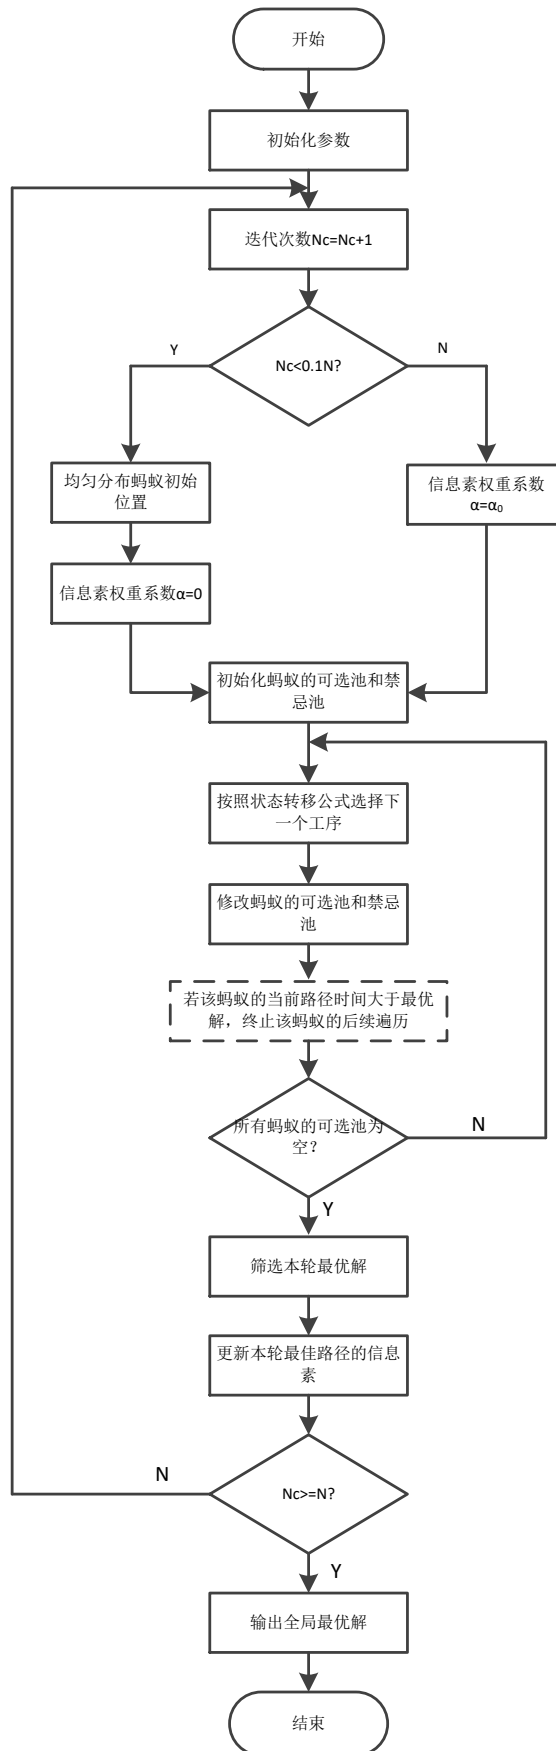 开始
初始化参数
迭代次数Nc=Nc+1
Nc<0.1N?
Y
N
均匀分布蚂蚁初始
位置
信息素权重系数
α=α₀
信息素权重系数α=0
初始化蚂蚁的可选池和禁
忌池
按照状态转移公式选择下
一个工序
修改蚂蚁的可选池和禁忌
池
若该蚂蚁的当前路径时间大于最优
解，终止该蚂蚁的后续遍历
所有蚂蚁的可选池为
空？
N
Y
筛选本轮最优解
更新本轮最佳路径的信息
素
Nc>=N?
N
Y
输出全局最优解
结束